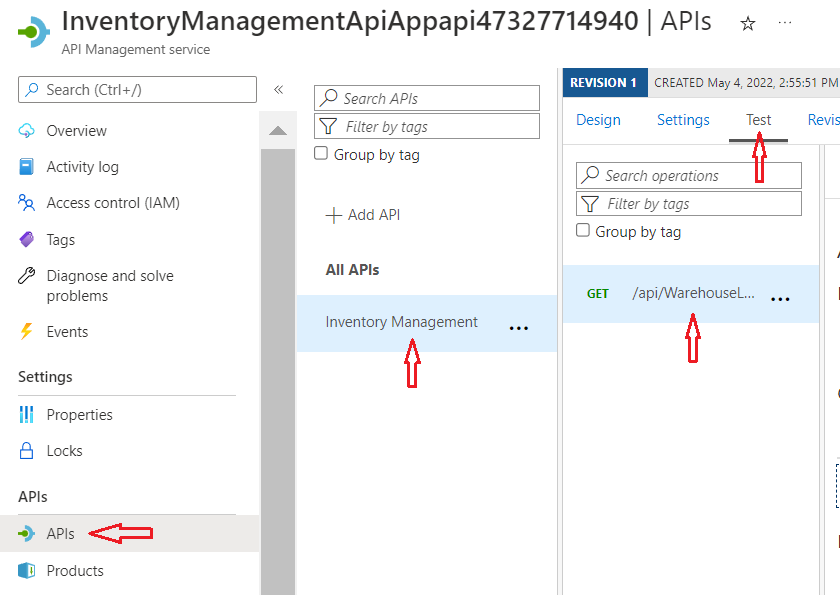 InventoryManagementApiAppapi47327714940 | APIs ☆ ...
API Management service
Search (Ctrl+/) «
Overview
Activity log
Access control (IAM)
Tags
Diagnose and solve
problems
Events
Settings
Properties
Locks
APIs
APIs
Products
Search APIs
Filter by tags
Group by tag
+ Add API
All APIs
Inventory Management ...
REVISION 1 CREATED May 4, 2022, 2:55:51 PM
Design Settings Test Revis
Search operations
Filter by tags
Group by tag
GET /api/WarehouseL... ...